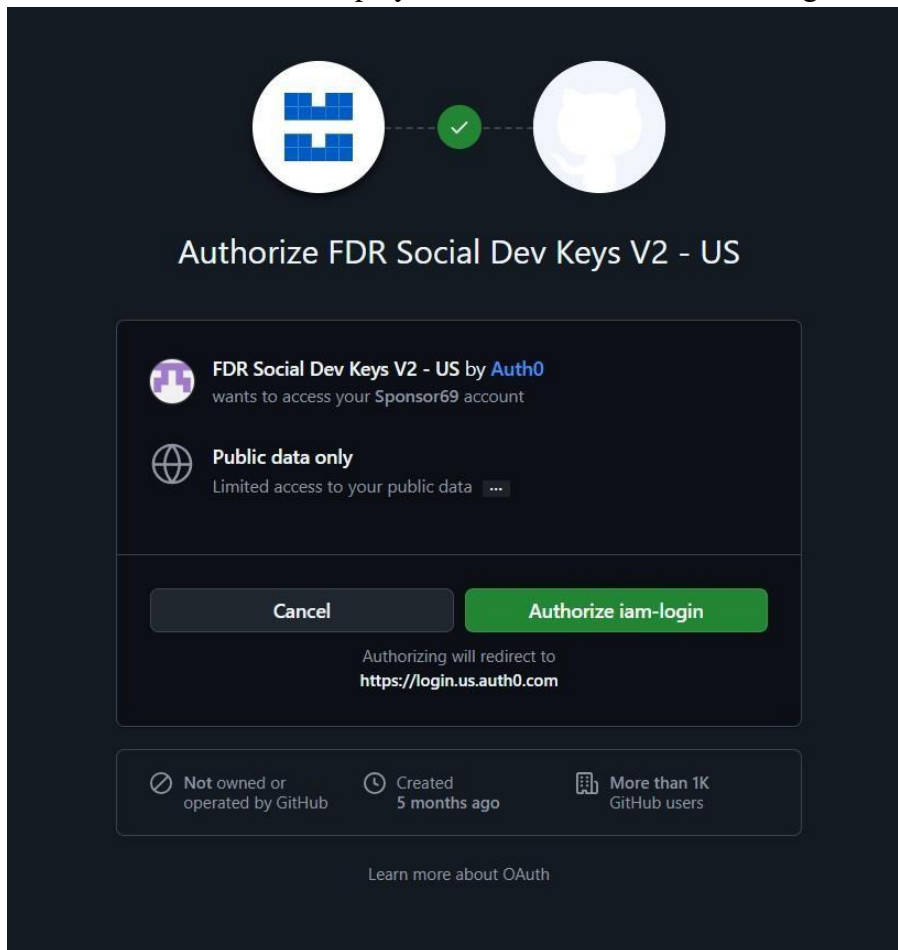 Authorize FDR Social Dev Keys V2 - US
FDR Social Dev Keys V2 - US by Auth0
wants to access your Sponsor69 account
Public data only
Limited access to your public data ...
Cancel
Authorize iam-login
Authorizing will redirect to
https://login.us.auth0.com
Not owned or
operated by GitHub
Created
5 months ago
More than 1K
GitHub users
Learn more about OAuth